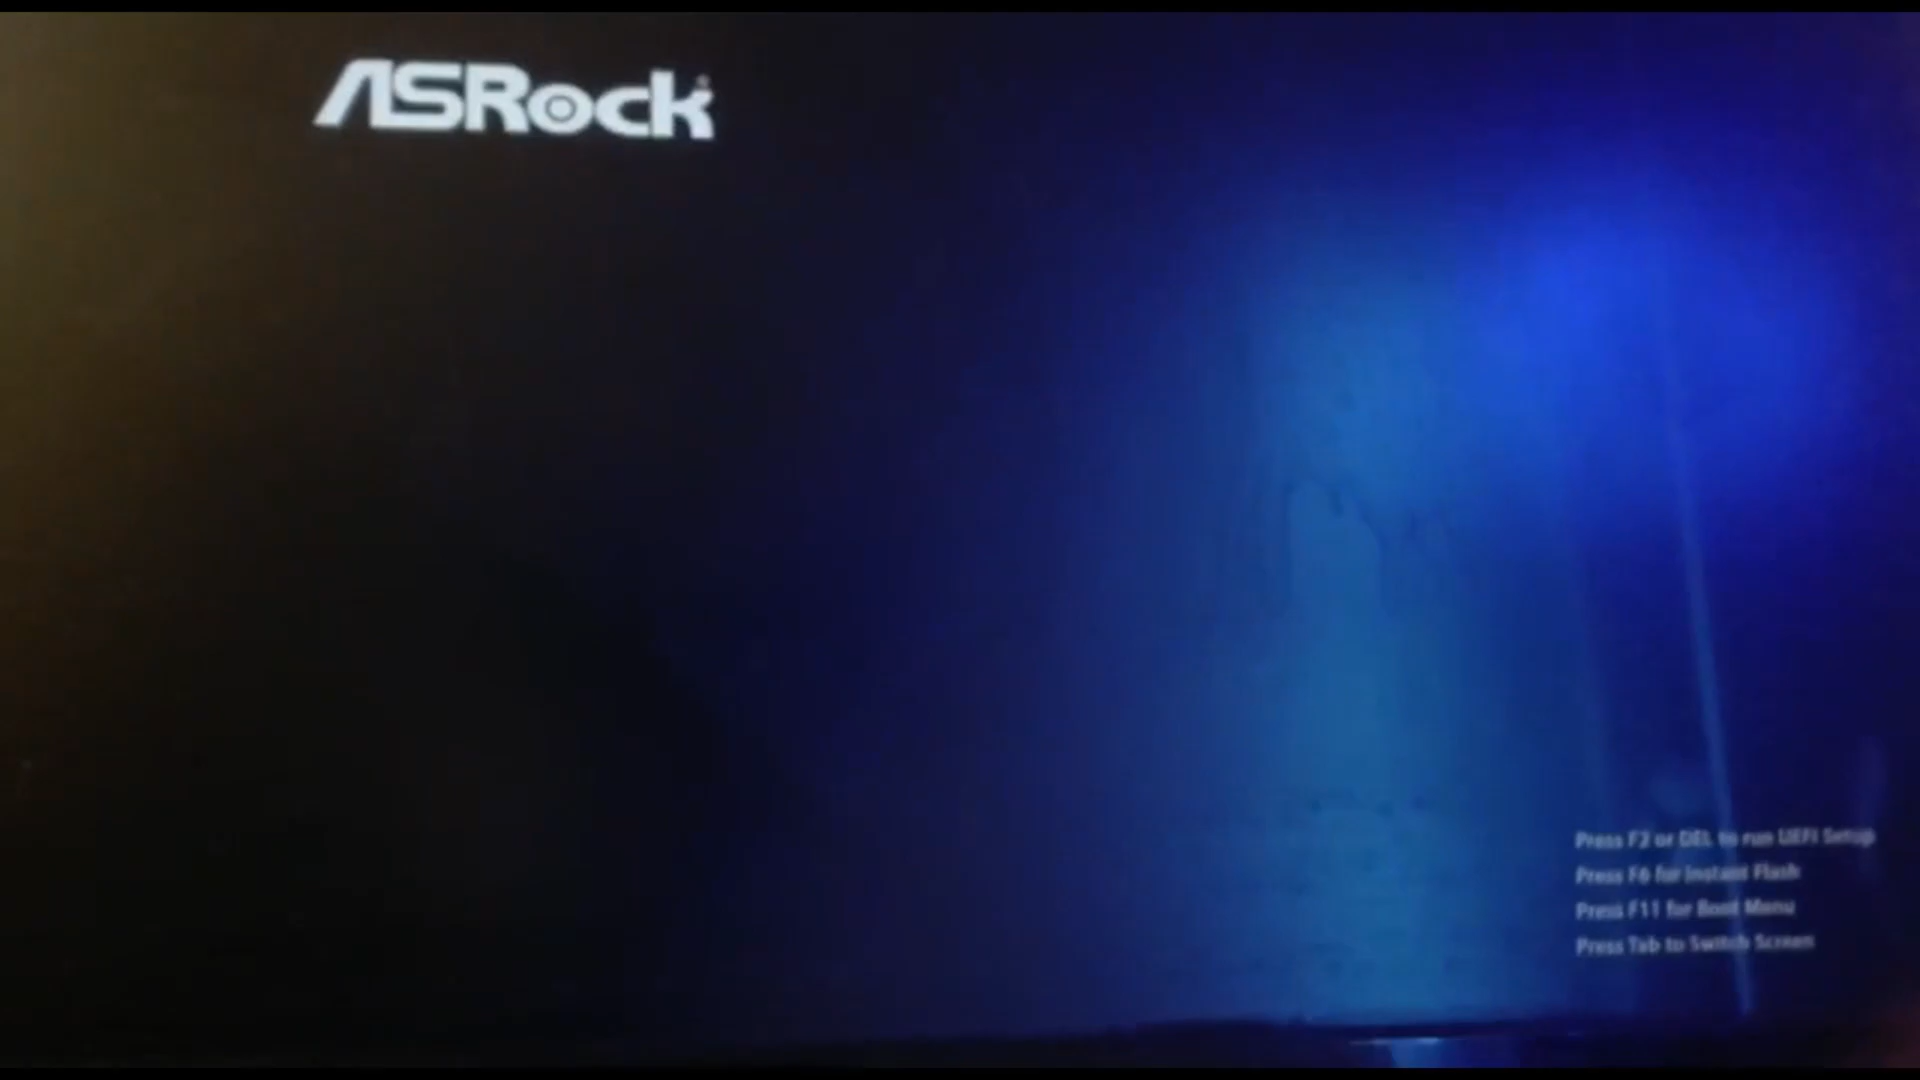 ASRock
Press F2 or DEL to run UEFI Setup
Press F6 for Instant Flash
Press F11 for Boot Menu
Press Tab to Switch Screen